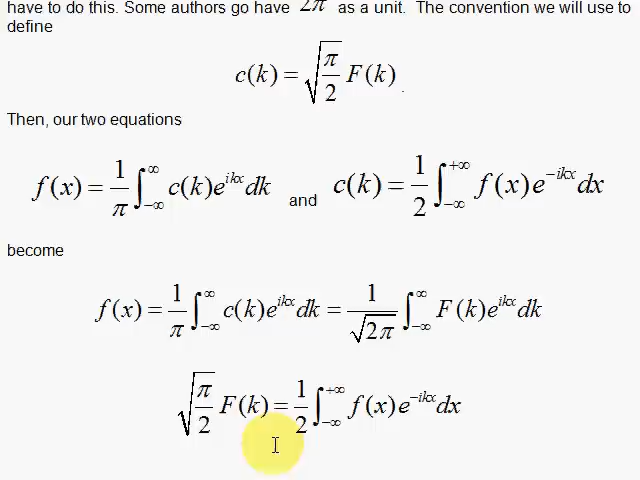 have to do this. Some authors go have 2π as a unit. The convention we will use to
define
c(k) = √(π/2) F(k) .
Then, our two equations
f(x) = 1/π ∫_{-∞}^{∞} c(k)e^{ikx}dk and c(k) = 1/2 ∫_{-∞}^{+∞} f(x)e^{-ikx}dx
become
f(x) = 1/π ∫_{-∞}^{∞} c(k)e^{ikx}dk = 1/√(2π) ∫_{-∞}^{∞} F(k)e^{ikx}dk
√(π/2) F(k) = 1/2 ∫_{-∞}^{+∞} f(x)e^{-ikx}dx